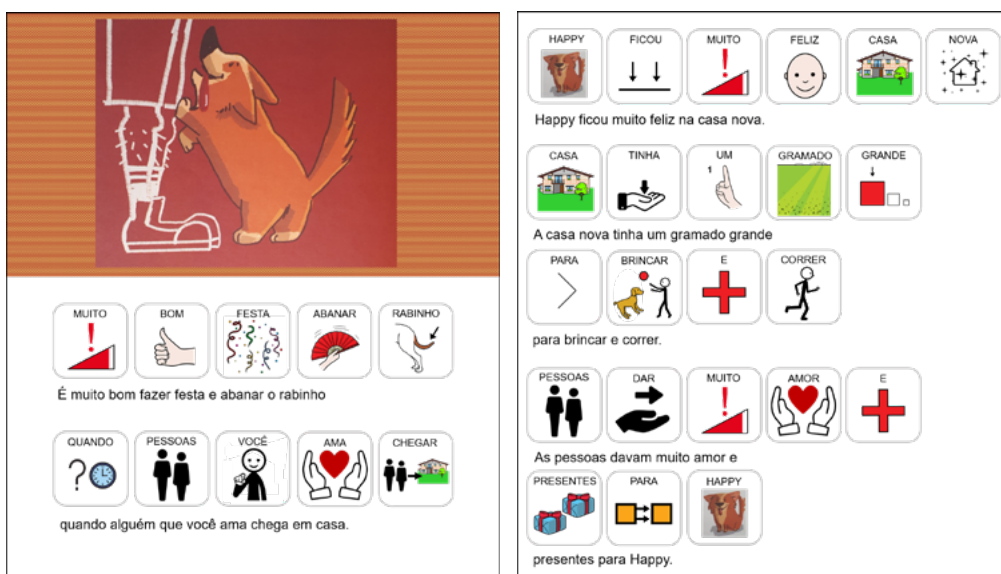 MUITO BOM FESTA ABANAR RABINHO
É muito bom fazer festa e abanar o rabinho
QUANDO PESSOAS VOCÊ AMA CHEGAR
?
quando alguém que você ama chega em casa.
HAPPY FICOU MUITO FELIZ CASA NOVA
Happy ficou muito feliz na casa nova.
CASA TINHA UM GRAMADO GRANDE
1
A casa nova tinha um gramado grande
PARA BRINCAR E CORRER
para brincar e correr.
PESSOAS DAR MUITO AMOR E
As pessoas davam muito amor e
PRESENTES PARA HAPPY
presentes para Happy.